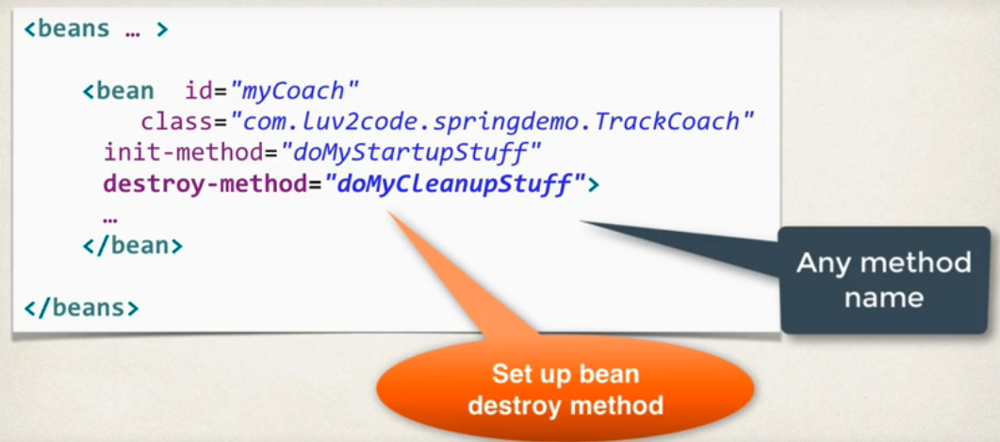 <beans … >
<bean id="myCoach"
class="com.luv2code.springdemo.TrackCoach"
init-method="doMyStartupStuff"
destroy-method="doMyCleanupStuff">
…
</bean>
</beans>
Any method
name
Set up bean
destroy method